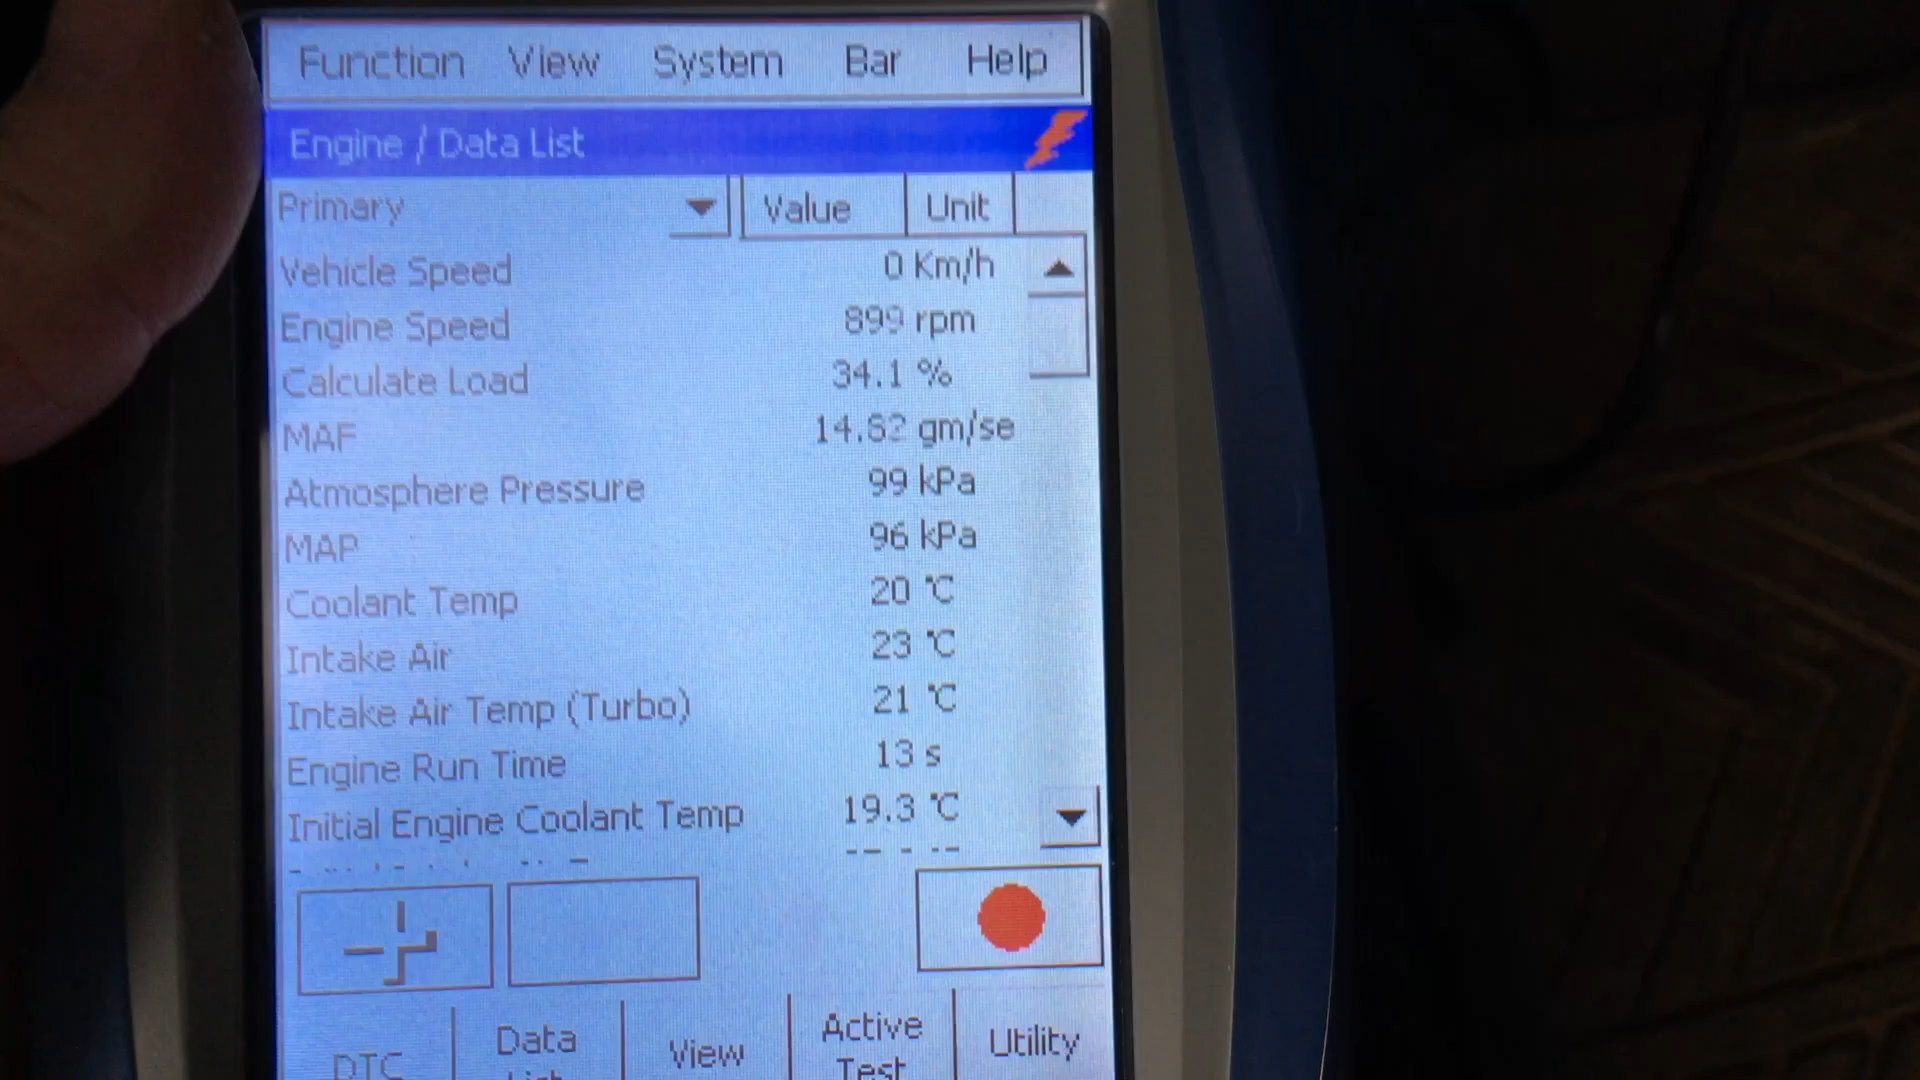 Function View System Bar Help
Engine / Data List
Primary Value Unit
Vehicle Speed 0 Km/h
Engine Speed 899 rpm
Calculate Load 34.1 %
MAF 14.82 gm/se
Atmosphere Pressure 99 kPa
MAP 96 kPa
Coolant Temp 20 °C
Intake Air 23 °C
Intake Air Temp (Turbo) 21 °C
Engine Run Time 13 s
Initial Engine Coolant Temp 19.3 °C
DTC Data List View Active Test Utility